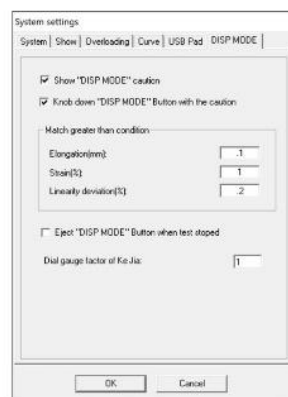 System settings
System Show Overloading Curve USB Pad DISP MODE
Show "DISP MODE" caution
Knob down "DISP MODE" Button with the caution
Match greater than condition
Elongation(mm): .1
Strain(%): 1
Linearity deviation(%): .2
Eject "DISP MODE" Button when test stoped
Dial gauge factor of Ke Jia: 1
OK Cancel